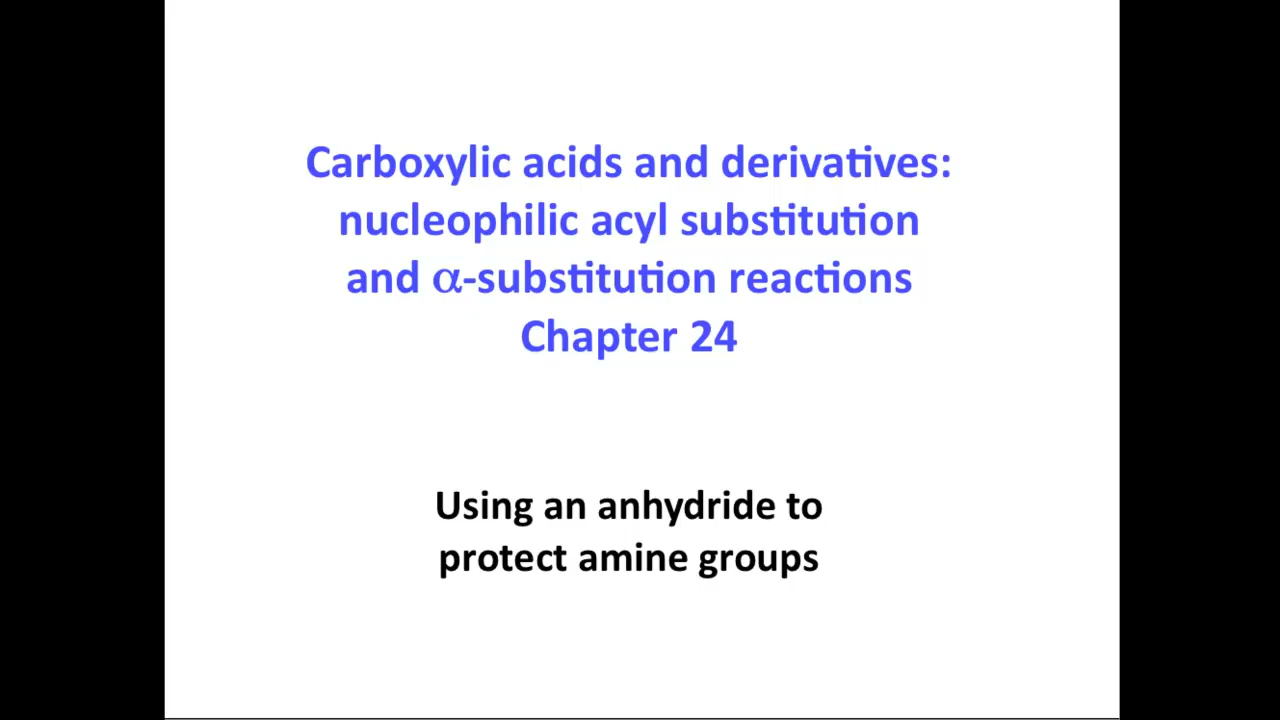 Carboxylic acids and derivatives:
nucleophilic acyl substitution
and α-substitution reactions
Chapter 24
Using an anhydride to
protect amine groups